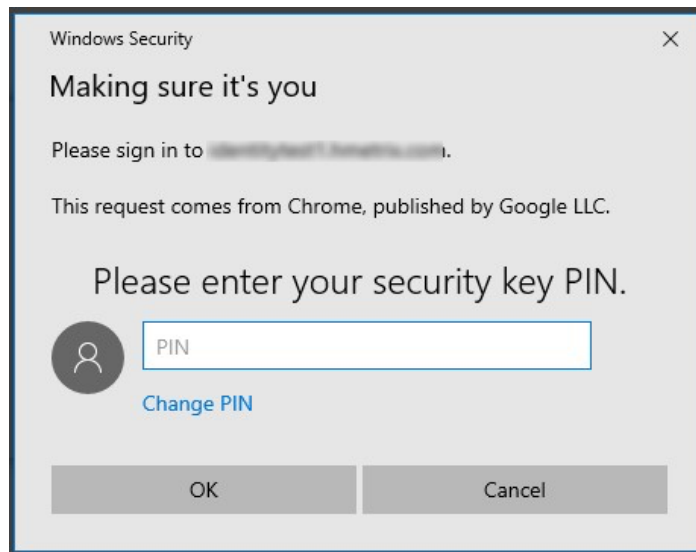 Windows Security
Making sure it's you
Please sign in to
This request comes from Chrome, published by Google LLC.
Please enter your security key PIN.
PIN
Change PIN
OK
Cancel